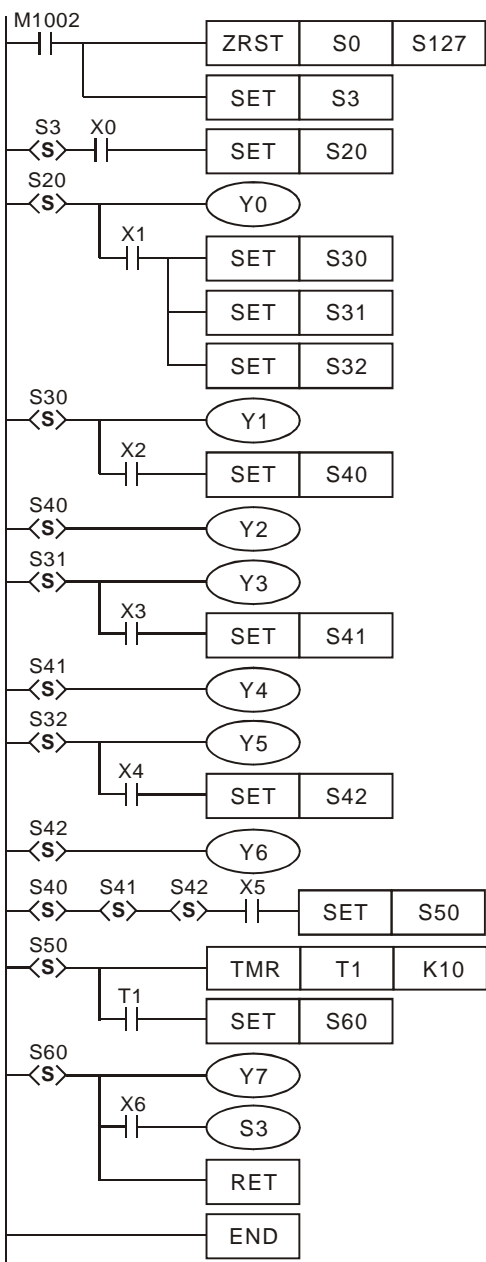 M1002
ZRST S0 S127
SET S3
S3 X0
S SET S20
S20
S Y0
X1
SET S30
SET S31
SET S32
S30
S Y1
X2
SET S40
S40
S Y2
S31
S Y3
X3
SET S41
S41
S Y4
S32
S Y5
X4
SET S42
S42
S Y6
S40 S41 S42 X5
S S S SET S50
S50
S TMR T1 K10
T1
SET S60
S60
S Y7
X6
S3
RET
END